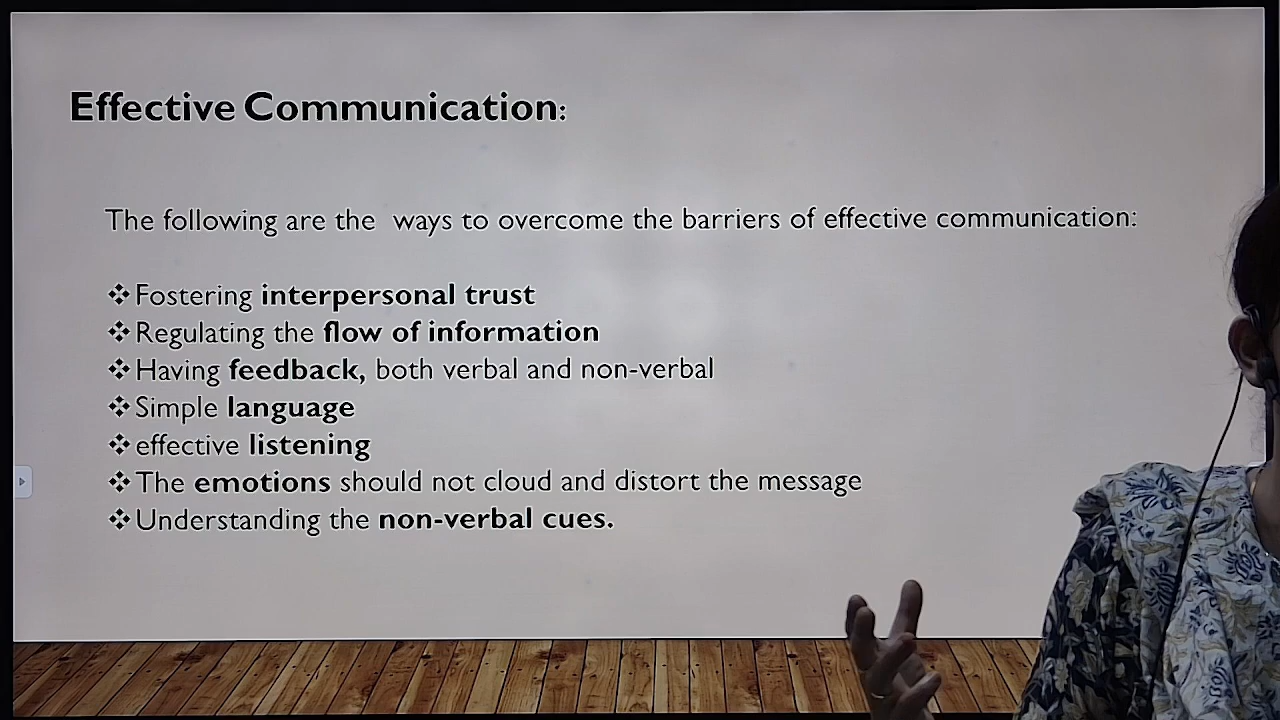 Effective Communication:
The following are the ways to overcome the barriers of effective communication:
❖Fostering interpersonal trust
❖Regulating the flow of information
❖Having feedback, both verbal and non-verbal
❖Simple language
❖effective listening
❖The emotions should not cloud and distort the message
❖Understanding the non-verbal cues.